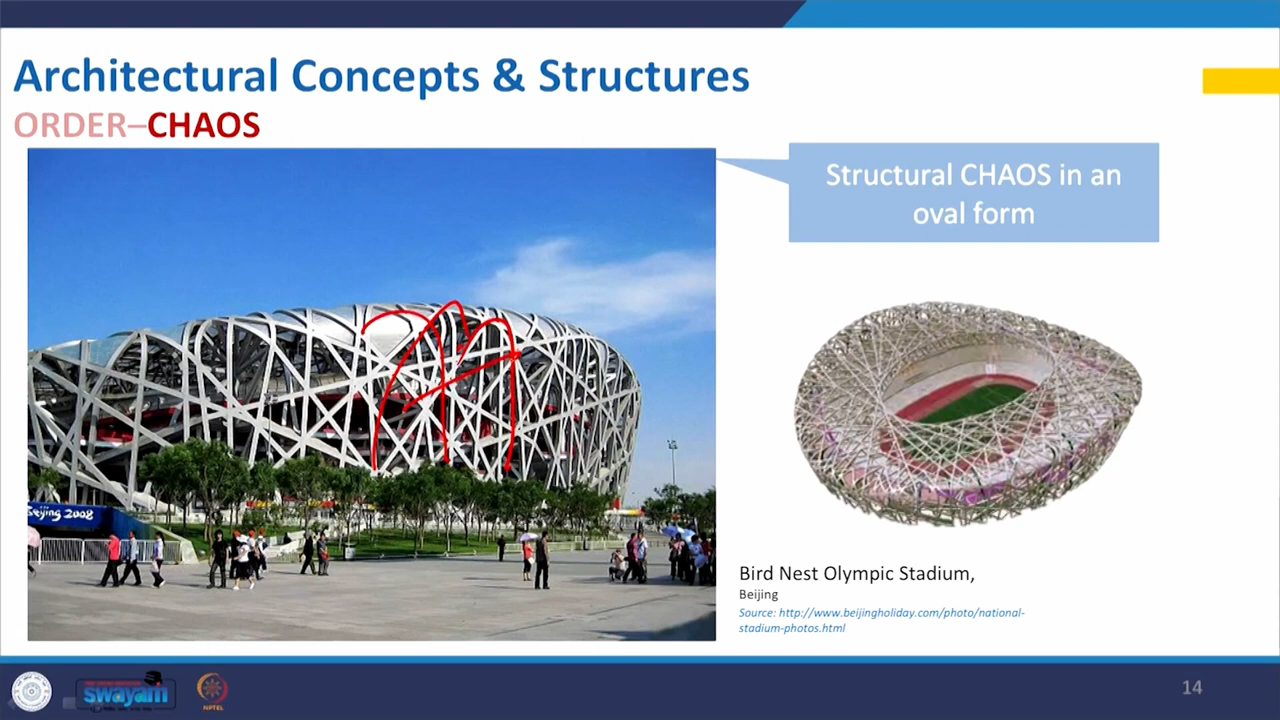 Architectural Concepts & Structures
ORDER–CHAOS
Structural CHAOS in an
oval form
Beijing 2008
Bird Nest Olympic Stadium,
Beijing
Source: http://www.beijingholiday.com/photo/national-
stadium-photos.html
swayam
NPTEL
14